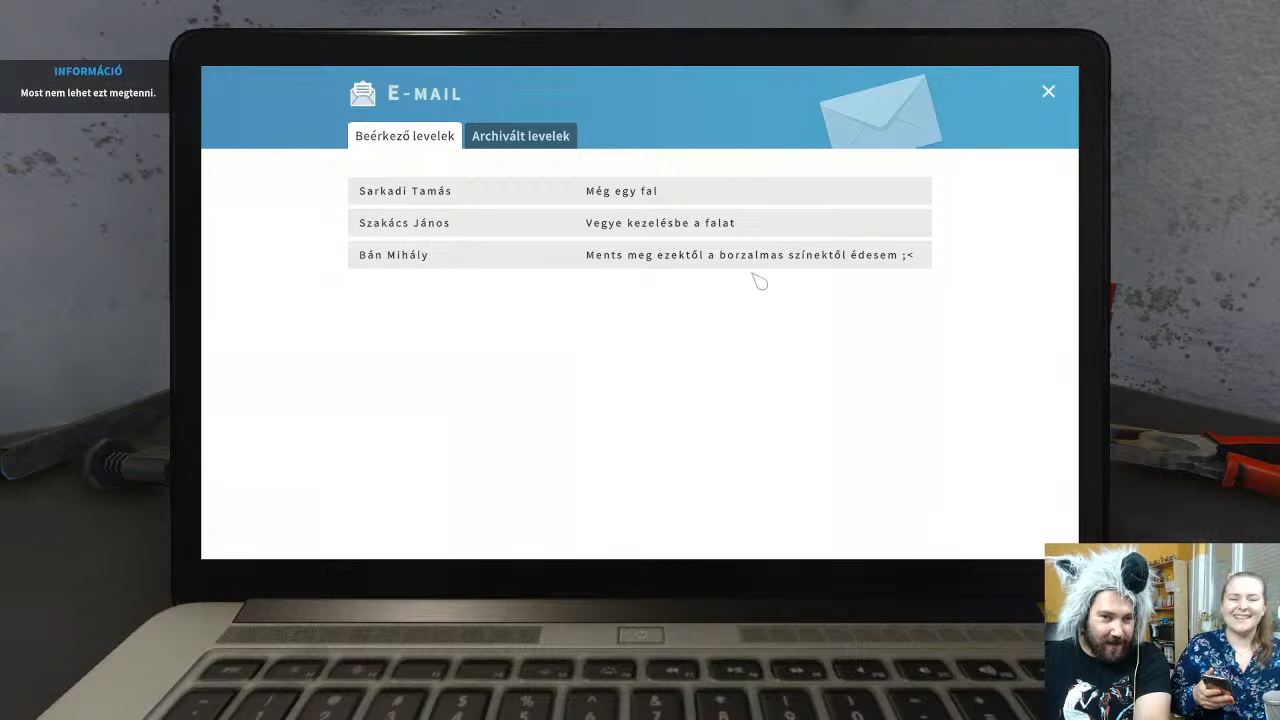 INFORMÁCIÓ
Most nem lehet ezt megtenni.
E-MAIL
Beérkező levelek
Archivált levelek
Sarkadi Tamás Még egy fal
Szakács János Vegye kezelésbe a falat
Bán Mihály Ments meg ezektől a borzalmas színektől édesem ;<